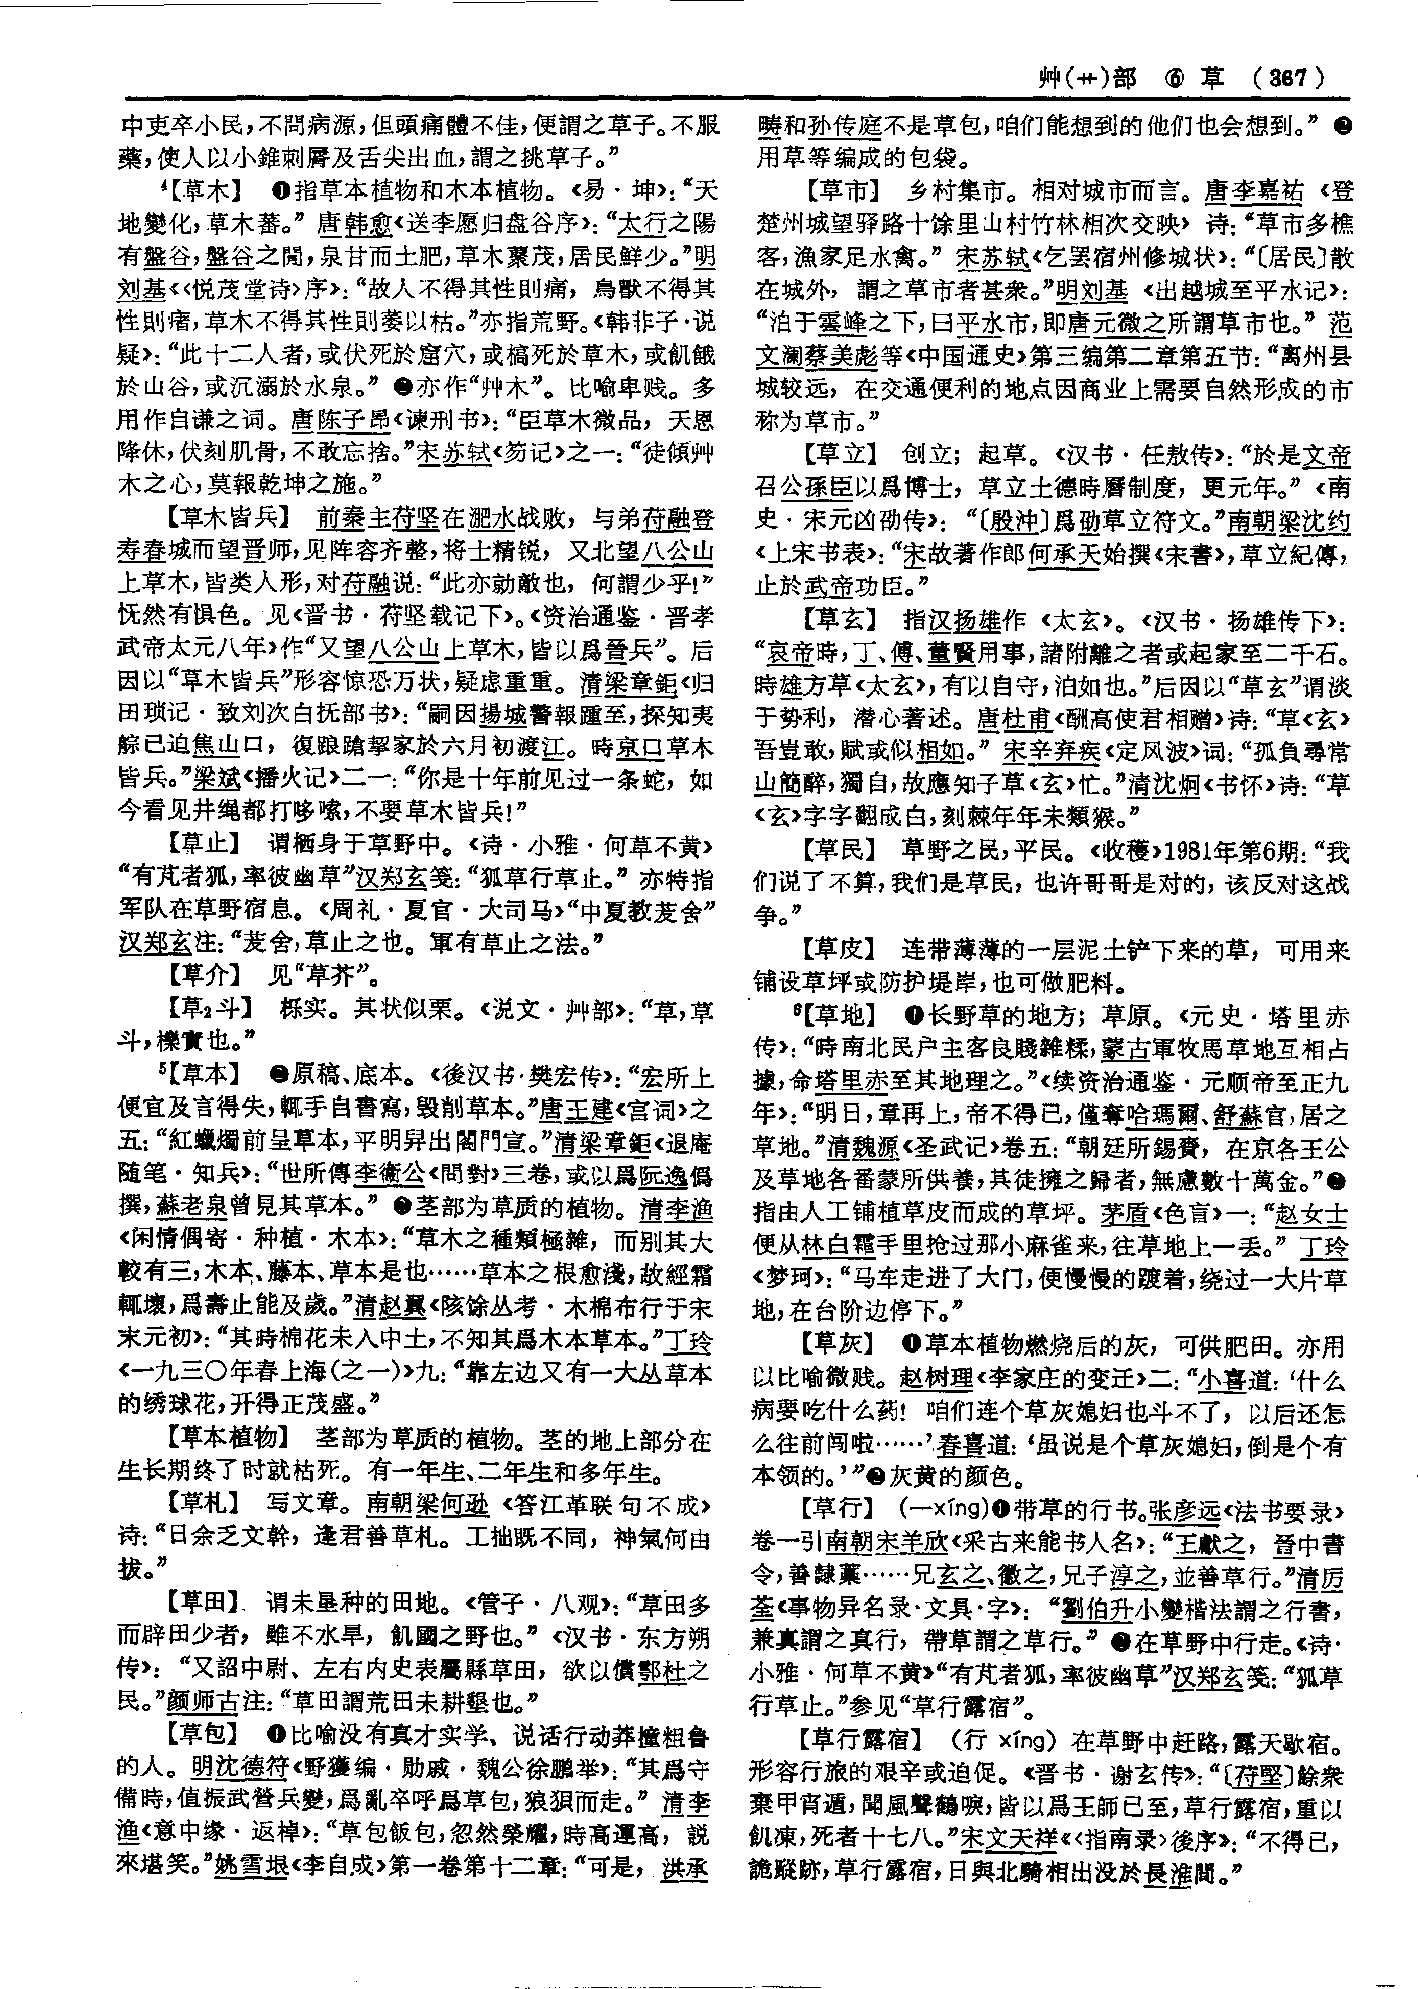 艸(艹)部 ⑥ 草 (367)
中吏卒小民，不問病源，但頭痛體不佳，便謂之草子。不服
藥，使人以小錐刺脣及舌尖出血，謂之挑草子。”
⁴【草木】 ❶指草本植物和木本植物。《易·坤》：“天
地變化，草木蕃。”唐韩愈《送李愿归盘谷序》：“太行之陽
有盤谷，盤谷之間，泉甘而土肥，草木藂茂，居民鮮少。”明
刘基《〈悦茂堂诗〉序》：“故人不得其性則痛，鳥獸不得其
性則瘏，草木不得其性則萎以枯。”亦指荒野。《韩非子·说
疑》：“此十二人者，或伏死於窟穴，或槁死於草木，或飢餓
於山谷，或沉溺於水泉。” ❷亦作“艸木”。比喻卑贱。多
用作自谦之词。唐陈子昂《谏刑书》：“臣草木微品，天恩
降休，伏刻肌骨，不敢忘捨。”宋苏轼《笏记》之一：“徒傾艸
木之心，莫報乾坤之施。”
【草木皆兵】 前秦主苻坚在淝水战败，与弟苻融登
寿春城而望晋师，见阵容齐整，将士精锐，又北望八公山
上草木，皆类人形，对苻融说：“此亦勍敵也，何謂少乎！”
怃然有惧色。见《晋书·苻坚载记下》。《资治通鉴·晋孝
武帝太元八年》作“又望八公山上草木，皆以爲晉兵”。后
因以“草木皆兵”形容惊恐万状，疑虑重重。清梁章鉅《归
田琐记·致刘次白抚部书》：“嗣因揚城警報踵至，探知夷
艅已迫焦山口，復踉蹌挈家於六月初渡江。時京口草木
皆兵。”梁斌《播火记》二一：“你是十年前见过一条蛇，如
今看见井绳都打哆嗦，不要草木皆兵！”
【草止】 谓栖身于草野中。《诗·小雅·何草不黄》
“有芃者狐，率彼幽草”汉郑玄笺：“狐草行草止。”亦特指
军队在草野宿息。《周礼·夏官·大司马》“中夏教茇舍”
汉郑玄注：“茇舍，草止之也。軍有草止之法。”
【草介】 见“草芥”。
【草₂斗】 栎实。其状似栗。《说文·艸部》：“草，草
斗，櫟實也。”
⁵【草本】 ❶原稿、底本。《後汉书·樊宏传》：“宏所上
便宜及言得失，輒手自書寫，毀削草本。”唐王建《宫词》之
五：“紅蠟燭前呈草本，平明舁出閤門宣。”清梁章鉅《退庵
随笔·知兵》：“世所傳李衞公《問對》三卷，或以爲阮逸僞
撰，蘇老泉曾見其草本。” ❷茎部为草质的植物。清李渔
《闲情偶寄·种植·木本》：“草木之種類極雜，而别其大
較有三，木本、藤本、草本是也……草本之根愈淺，故經霜
輒壞，爲壽止能及歲。”清赵翼《陔馀丛考·木棉布行于宋
末元初》：“其時棉花未入中土，不知其爲木本草本。”丁玲
《一九三〇年春上海(之一)》九：“靠左边又有一大丛草本
的绣球花，开得正茂盛。”
【草本植物】 茎部为草质的植物。茎的地上部分在
生长期终了时就枯死。有一年生、二年生和多年生。
【草札】 写文章。南朝梁何逊《答江革联句不成》
诗：“日余乏文幹，逢君善草札。工拙既不同，神氣何由
拔。”
【草田】 谓未垦种的田地。《管子·八观》：“草田多
而辟田少者，雖不水旱，飢國之野也。”《汉书·东方朔
传》：“又詔中尉、左右内史表屬縣草田，欲以償鄠杜之
民。”颜师古注：“草田謂荒田未耕墾也。”
【草包】 ❶比喻没有真才实学、说话行动莽撞粗鲁
的人。明沈德符《野獲编·勋戚·魏公徐鹏举》：“其爲守
備時，值振武營兵變，爲亂卒呼爲草包，狼狽而走。”清李
渔《意中缘·返棹》：“草包飯包，忽然榮耀，時高運高，説
來堪笑。”姚雪垠《李自成》第一卷第十二章：“可是，洪承
畴和孙传庭不是草包，咱们能想到的他们也会想到。” ❷
用草等编成的包袋。
【草市】 乡村集市。相对城市而言。唐李嘉祐《登
楚州城望驿路十馀里山村竹林相次交映》诗：“草市多樵
客，漁家足水禽。”宋苏轼《乞罢宿州修城状》：“〔居民〕散
在城外，謂之草市者甚衆。”明刘基《出越城至平水记》：
“泊于雲峰之下，曰平水市，即唐元微之所謂草市也。”范
文澜蔡美彪等《中国通史》第三编第二章第五节：“离州县
城较远，在交通便利的地点因商业上需要自然形成的市
称为草市。”
【草立】 创立；起草。《汉书·任敖传》：“於是文帝
召公孫臣以爲博士，草立土德時曆制度，更元年。”《南
史·宋元凶劭传》：“〔殷沖〕爲劭草立符文。”南朝梁沈约
《上宋书表》：“宋故著作郎何承天始撰《宋書》，草立紀傳，
止於武帝功臣。”
【草玄】 指汉扬雄作《太玄》。《汉书·扬雄传下》：
“哀帝時，丁、傅、董賢用事，諸附離之者或起家至二千石。
時雄方草《太玄》，有以自守，泊如也。”后因以“草玄”谓淡
于势利，潜心著述。唐杜甫《酬高使君相赠》诗：“草《玄》
吾豈敢，賦或似相如。”宋辛弃疾《定风波》词：“孤負尋常
山簡醉，獨自，故應知子草《玄》忙。”清沈炯《书怀》诗：“草
《玄》字字翻成白，刻棘年年未類猴。”
【草民】 草野之民，平民。《收穫》1981年第6期：“我
们说了不算，我们是草民，也许哥哥是对的，该反对这战
争。”
【草皮】 连带薄薄的一层泥土铲下来的草，可用来
铺设草坪或防护堤岸，也可做肥料。
⁶【草地】 ❶长野草的地方；草原。《元史·塔里赤
传》：“時南北民户主客良賤雜糅，蒙古軍牧馬草地互相占
據，命塔里赤至其地理之。”《续资治通鉴·元顺帝至正九
年》：“明日，章再上，帝不得已，僅奪哈瑪爾、舒蘇官，居之
草地。”清魏源《圣武记》卷五：“朝廷所錫賚，在京各王公
及草地各番蒙所供養，其徒擁之歸者，無慮數十萬金。”❷
指由人工铺植草皮而成的草坪。茅盾《色盲》一：“赵女士
便从林白霜手里抢过那小麻雀来，往草地上一丢。”丁玲
《梦珂》：“马车走进了大门，便慢慢的踱着，绕过一大片草
地，在台阶边停下。”
【草灰】 ❶草本植物燃烧后的灰，可供肥田。亦用
以比喻微贱。赵树理《李家庄的变迁》二：“小喜道：‘什么
病要吃什么药！咱们连个草灰媳妇也斗不了，以后还怎
么往前闯啦……’春喜道：‘虽说是个草灰媳妇，倒是个有
本领的。’”❷灰黄的颜色。
【草行】 (—xíng)❶带草的行书。张彦远《法书要录》
卷一引南朝宋羊欣《采古来能书人名》：“王獻之，晉中書
令，善隸藁……兄玄之、徽之，兄子淳之，並善草行。”清厉
荃《事物异名录·文具·字》：“劉伯升小變楷法謂之行書，
兼真謂之真行，帶草謂之草行。” ❷在草野中行走。《诗·
小雅·何草不黄》“有芃者狐，率彼幽草”汉郑玄笺：“狐草
行草止。”参见“草行露宿”。
【草行露宿】 (行 xíng) 在草野中赶路，露天歇宿。
形容行旅的艰辛或迫促。《晋书·谢玄传》：“〔苻堅〕餘衆
棄甲宵遁，聞風聲鶴唳，皆以爲王師已至，草行露宿，重以
飢凍，死者十七八。”宋文天祥《〈指南录〉後序》：“不得已，
詭蹤跡，草行露宿，日與北騎相出没於長淮間。”